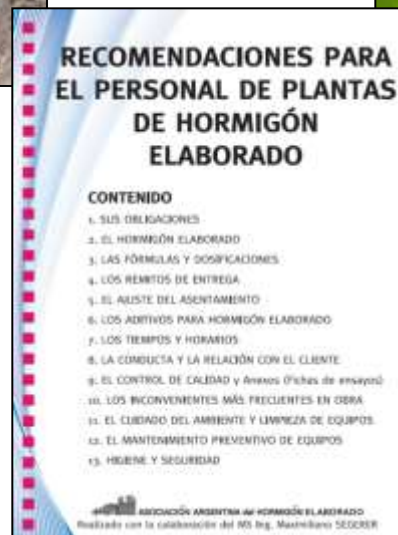 RECOMENDACIONES PARA
EL PERSONAL DE PLANTAS
DE HORMIGÓN
ELABORADO
CONTENIDO
1. SUS OBLIGACIONES
2. EL HORMIGÓN ELABORADO
3. LAS FÓRMULAS Y DOSIFICACIONES
4. LOS REMITOS DE ENTREGA
5. EL AJUSTE DEL ASENTAMIENTO
6. LOS ADITIVOS PARA HORMIGÓN ELABORADO
7. LOS TIEMPOS Y HORARIOS
8. LA CONDUCTA Y LA RELACIÓN CON EL CLIENTE
9. EL CONTROL DE CALIDAD y Anexos (Fichas de ensayos)
10. LOS INCONVENIENTES MÁS FRECUENTES EN OBRA
11. EL CUIDADO DEL AMBIENTE Y LIMPIEZA DE EQUIPOS
12. EL MANTENIMIENTO PREVENTIVO DE EQUIPOS
13. HIGIENE Y SEGURIDAD
ASOCIACIÓN ARGENTINA del HORMIGÓN ELABORADO
Realizado con la colaboración del MS Ing. Maximiliano SEGERER